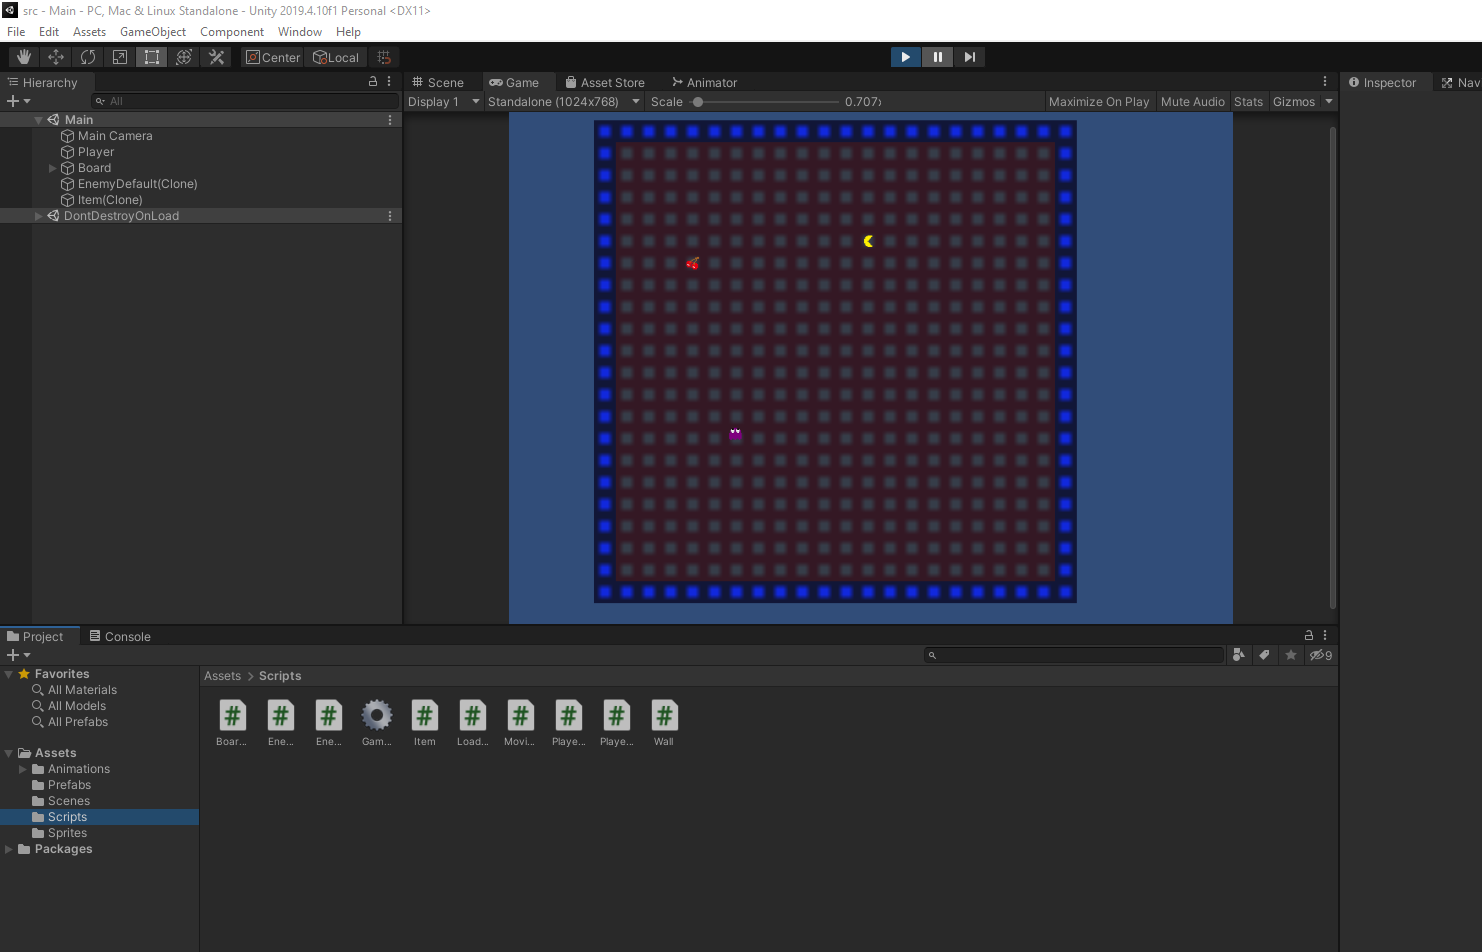 src - Main - PC, Mac & Linux Standalone - Unity 2019.4.10f1 Personal <DX11>
File Edit Assets GameObject Component Window Help
Center Local
Hierarchy
All
Main
Main Camera
Player
Board
EnemyDefault(Clone)
Item(Clone)
DontDestroyOnLoad
Scene Game Asset Store Animator
Display 1 Standalone (1024x768) Scale 0.707x Maximize On Play Mute Audio Stats Gizmos
Inspector Nav
Project Console
9
Favorites
All Materials
All Models
All Prefabs
Assets
Animations
Prefabs
Scenes
Scripts
Sprites
Packages
Assets > Scripts
Boar... Ene... Ene... Gam... Item Load... Movi... Playe... Playe... Wall